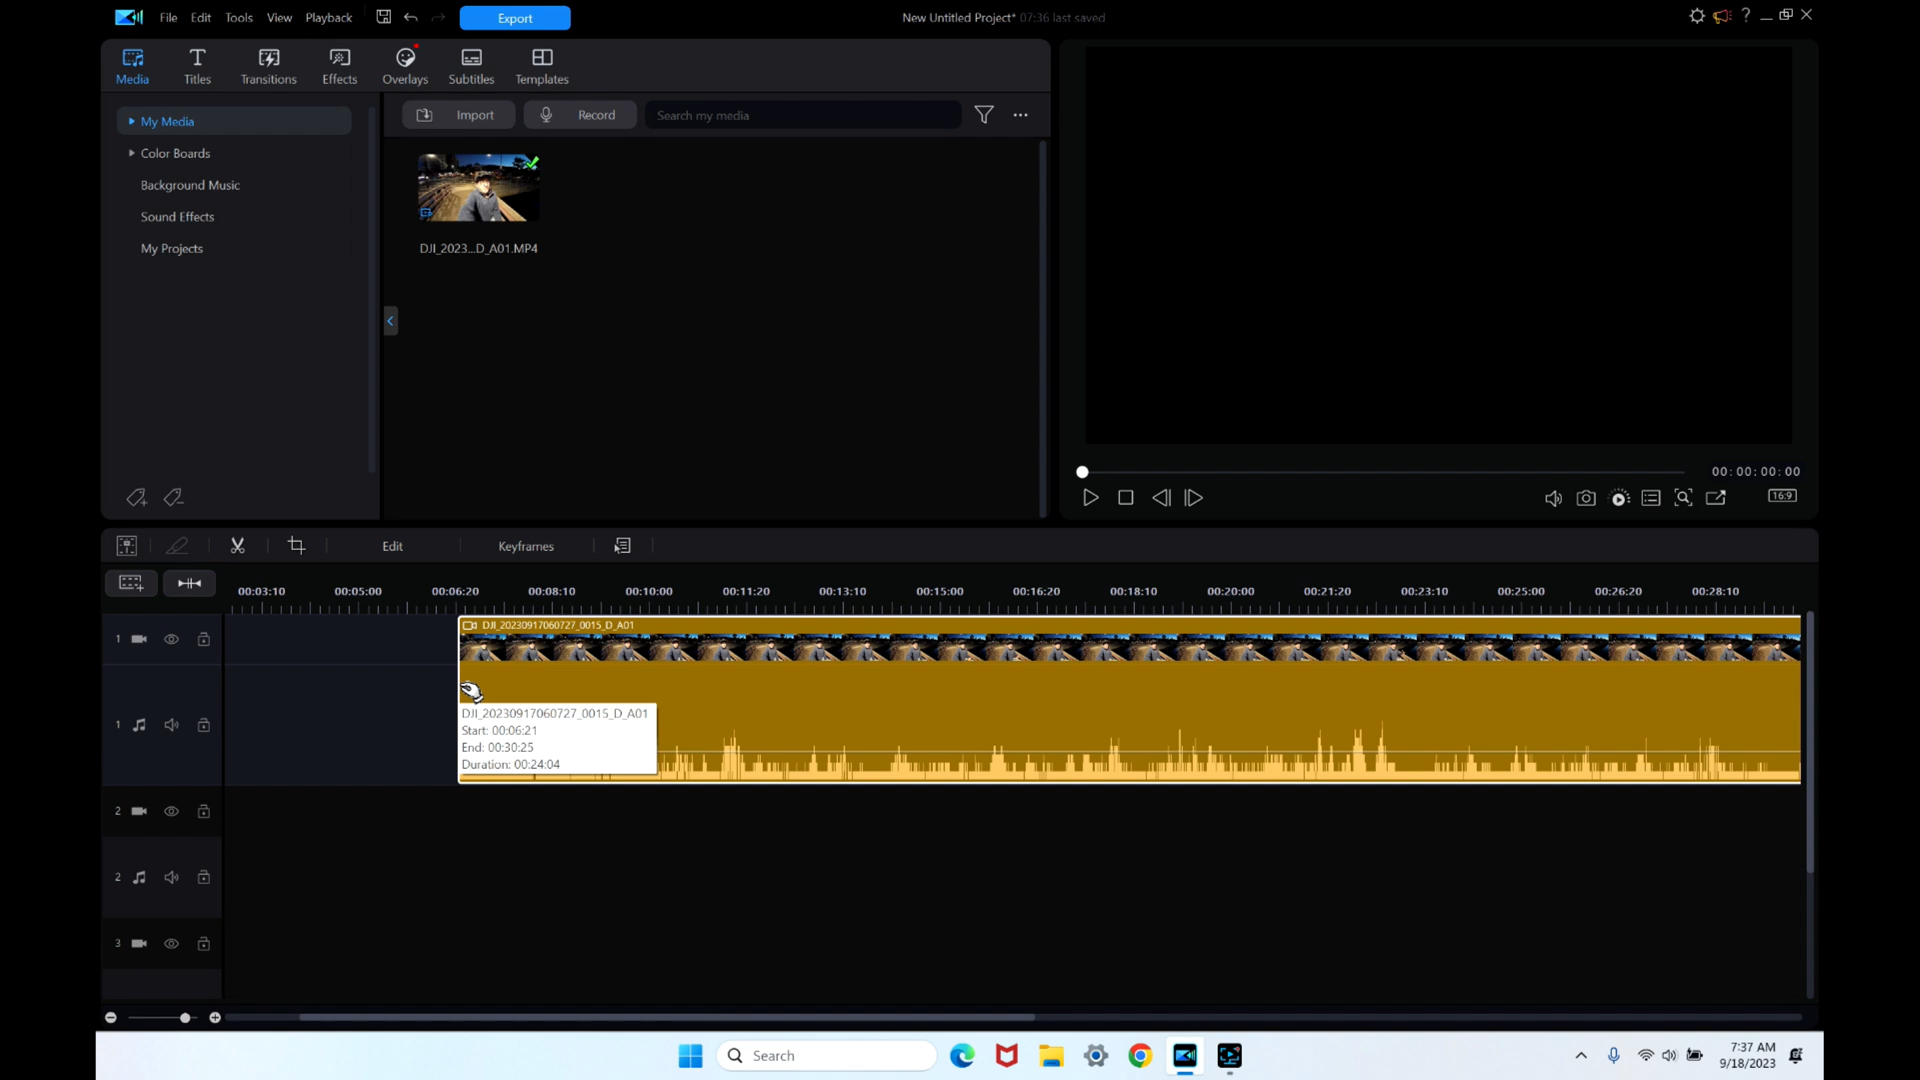 File Edit Tools View Playback Export New Untitled Project* 07:36 last saved ?
Media Titles Transitions Effects Overlays Subtitles Templates
My Media
Color Boards
Background Music
Sound Effects
My Projects
Import Record Search my media
DJI_2023...D_A01.MP4
00:00:00:00
16:9
Edit Keyframes
00:03:10 00:05:00 00:06:20 00:08:10 00:10:00 00:11:20 00:13:10 00:15:00 00:16:20 00:18:10 00:20:00 00:21:20 00:23:10 00:25:00 00:26:20 00:28:10
DJI_20230917060727_0015_D_A01
1
1
DJI_20230917060727_0015_D_A01
Start: 00:06:21
End: 00:30:25
Duration: 00:24:04
2
2
3
Search
7:37 AM
9/18/2023